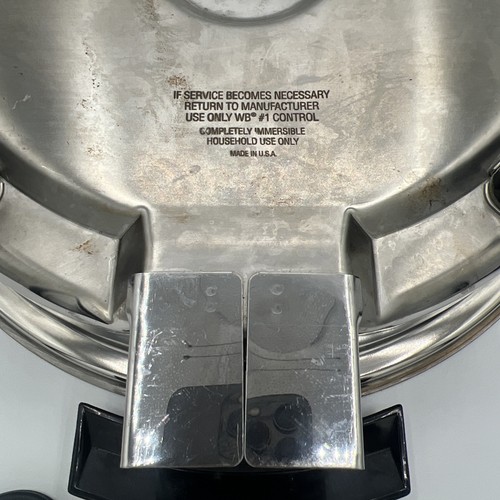 IF SERVICE BECOMES NECESSARY
RETURN TO MANUFACTURER
USE ONLY WB® #1 CONTROL
COMPLETELY IMMERSIBLE
HOUSEHOLD USE ONLY
MADE IN U.S.A.